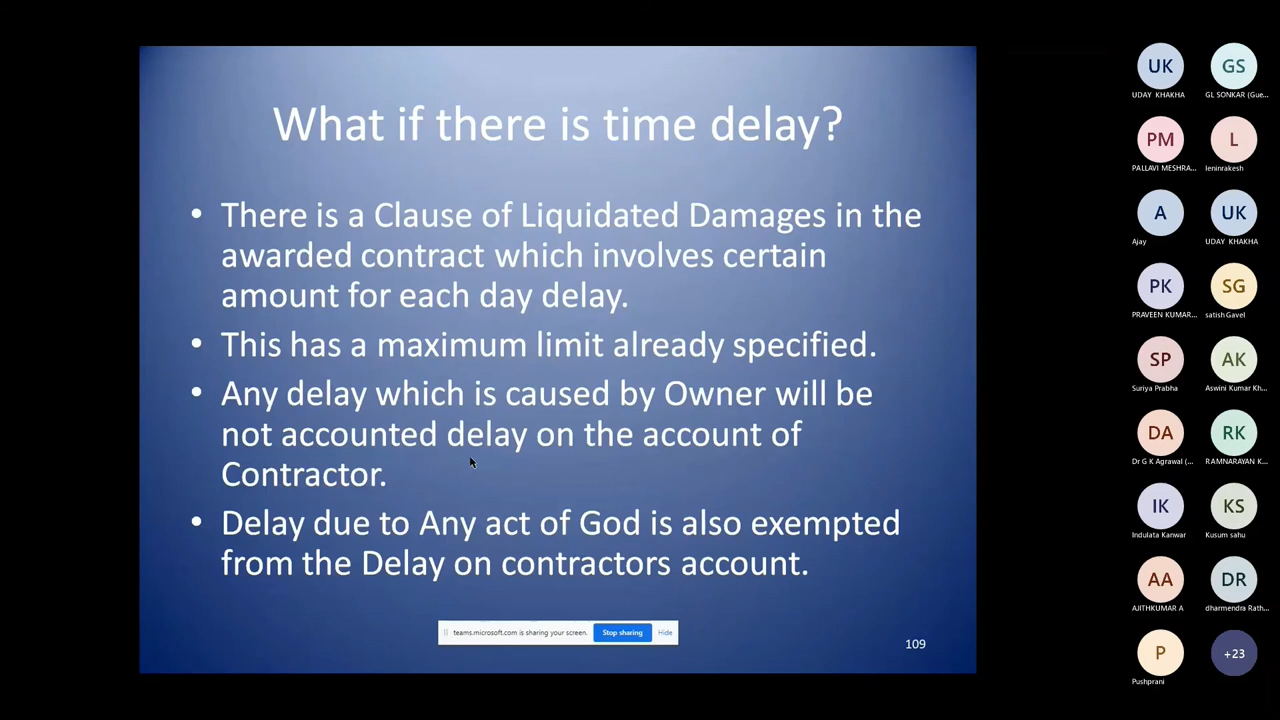 What if there is time delay?
• There is a Clause of Liquidated Damages in the
awarded contract which involves certain
amount for each day delay.
• This has a maximum limit already specified.
• Any delay which is caused by Owner will be
not accounted delay on the account of
Contractor.
• Delay due to Any act of God is also exempted
from the Delay on contractors account.
teams.microsoft.com is sharing your screen. Stop sharing Hide
109
UK GS
UDAY KHAKHA GL SONKAR (Gue...
PM L
PALLAVI MESHRA... leninrakesh
A UK
Ajay UDAY KHAKHA
PK SG
PRAVEEN KUMAR... satish Gavel
SP AK
Suriya Prabha Aswini Kumar Kh...
DA RK
Dr G K Agrawal (... RAMNARAYAN K...
IK KS
Indulata Kanwar Kusum sahu
AA DR
AJITHKUMAR A dharmendra Rath...
P +23
Pushprani